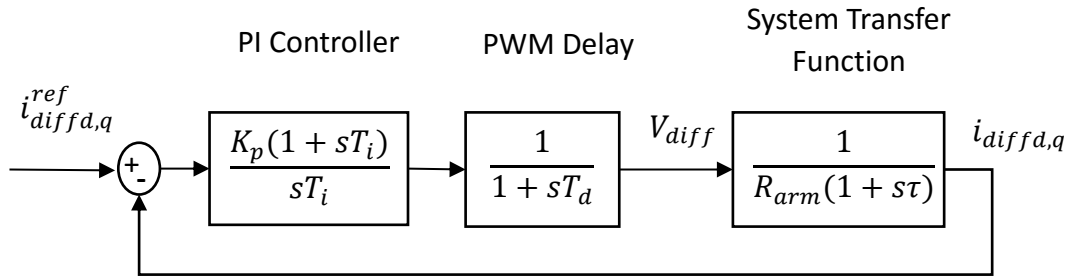 PI Controller
PWM Delay
System Transfer
Function
i_{diffd,q}^{ref}
+
-
K_p(1 + sT_i)
sT_i
1
1 + sT_d
V_{diff}
1
R_{arm}(1 + sτ)
i_{diffd,q}